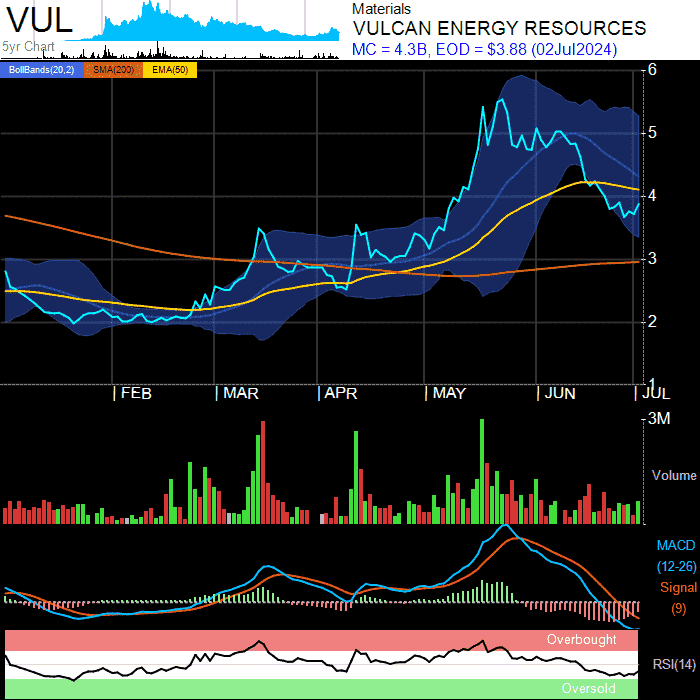 VUL
5yr Chart
Materials
VULCAN ENERGY RESOURCES
MC = 4.3B, EOD = $3.88 (02Jul2024)
BollBands(20,2) SMA(200) EMA(50)
6
5
4
3
2
1
FEB MAR APR MAY JUN JUL
3M
Volume
MACD
(12-26)
Signal
(9)
Overbought
RSI(14)
Oversold